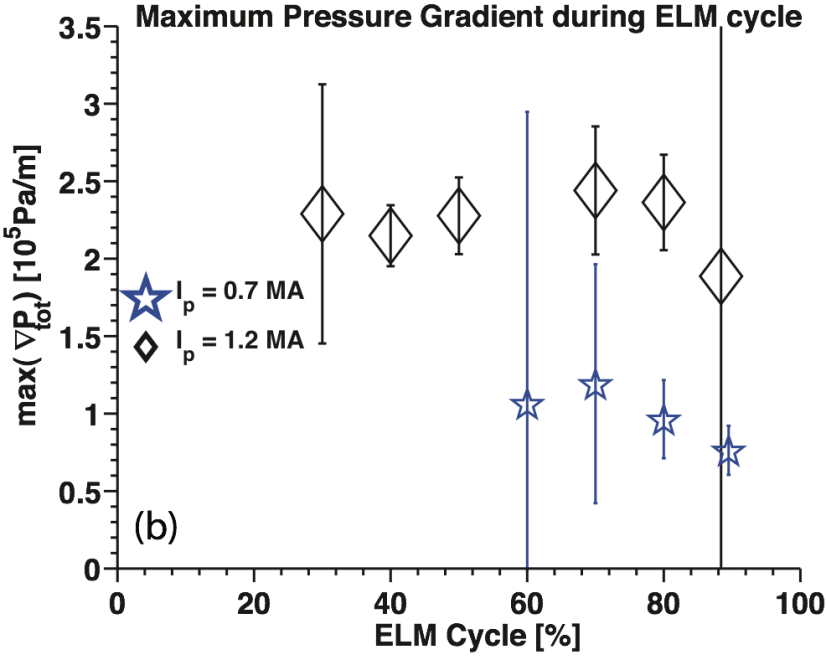 Maximum Pressure Gradient during ELM cycle
max( ∇P_tot) [10^5Pa/m]
3.5
3
2.5
2
1.5
1
0.5
0
I_p = 0.7 MA
I_p = 1.2 MA
(b)
0 20 40 60 80 100
ELM Cycle [%]